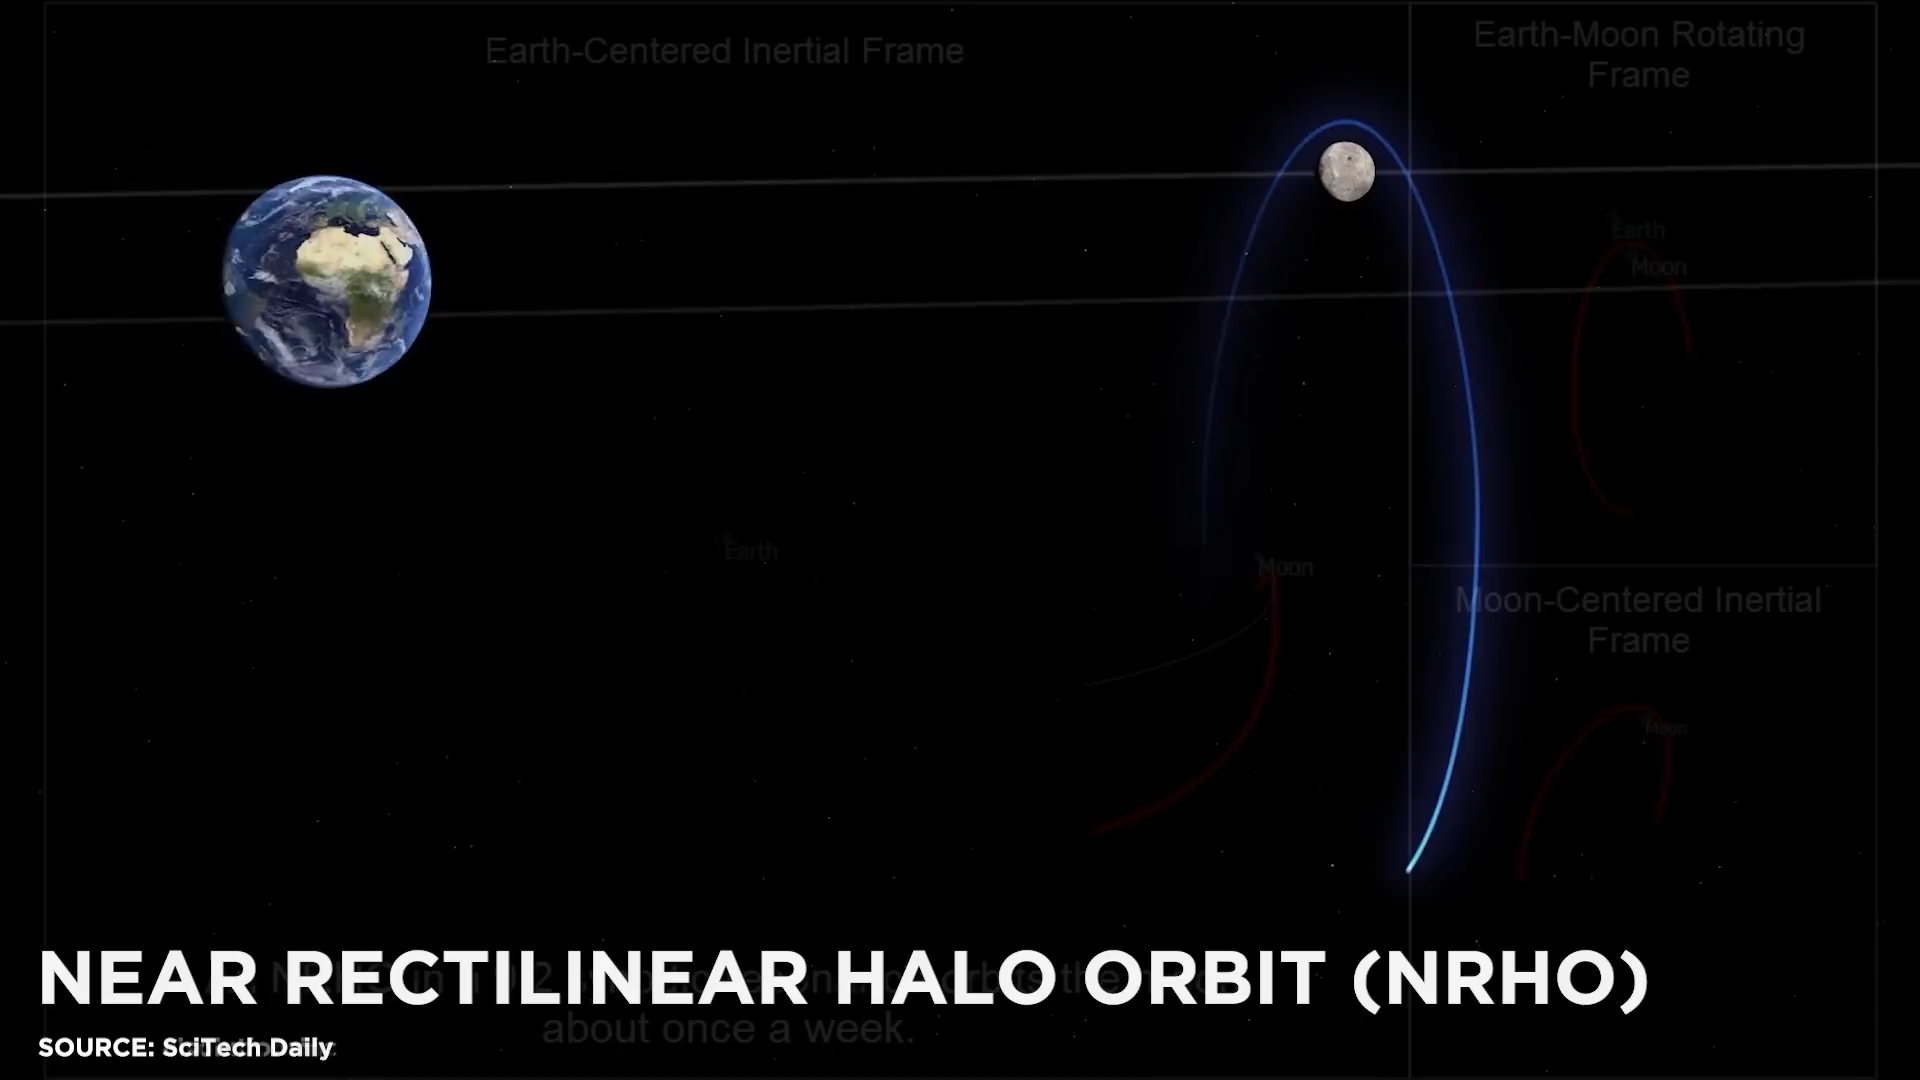 Earth-Centered Inertial Frame
Earth-Moon Rotating
Frame
Earth
Moon
Earth
Moon
Moon-Centered Inertial
Frame
Moon
NEAR RECTILINEAR HALO ORBIT (NRHO)
about once a week.
SOURCE: SciTech Daily